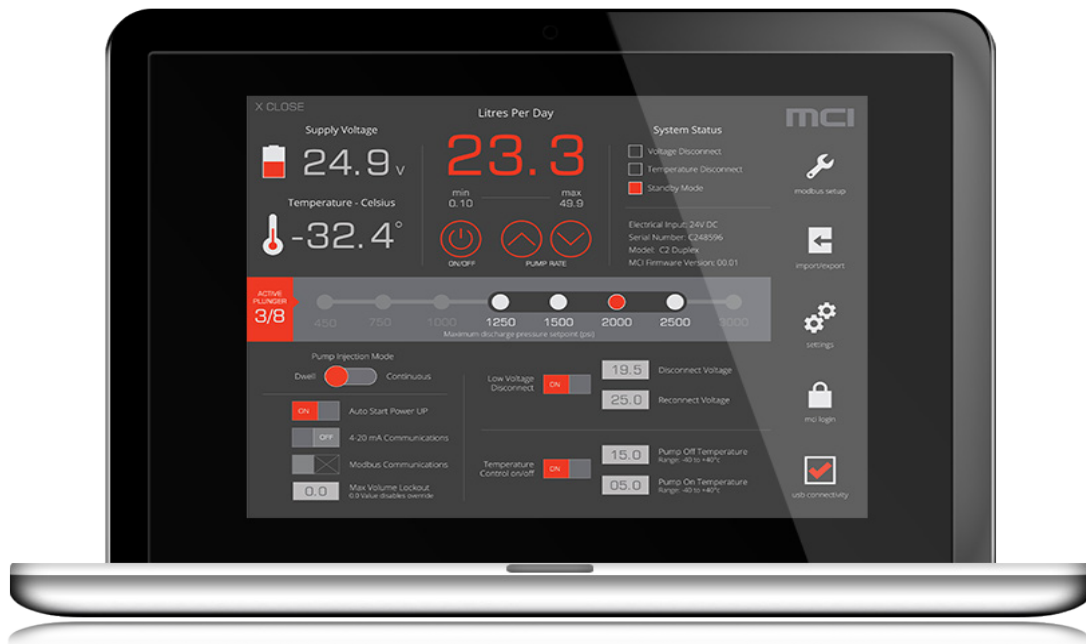 X CLOSE
Supply Voltage
24.9 v
Temperature - Celsius
-32.4°
Litres Per Day
23.3
min
0.10
max
49.9
ON/OFF
PUMP RATE
System Status
Voltage Disconnect
Temperature Disconnect
Standby Mode
Electrical Input: 24V DC
Serial Number: C248596
Model: C2 Duplex
MCI Firmware Version: 00.01
mci
modbus setup
import/export
settings
mci login
usb connectivity
ACTIVE
PLUNGER
3/8
450 750 1000 1250 1500 2000 2500 3000
Maximum discharge pressure setpoint (psi)
Pump Injection Mode
Dwell Continuous
ON Auto Start Power UP
OFF 4-20 mA Communications
Modbus Communications
0.0 Max Volume Lockout
0.0 Value disables override
Low Voltage
Disconnect
ON
19.5 Disconnect Voltage
25.0 Reconnect Voltage
Temperature
Control on/off
ON
15.0 Pump Off Temperature
Range: -40 to +40°c
05.0 Pump On Temperature
Range: -40 to +40°c